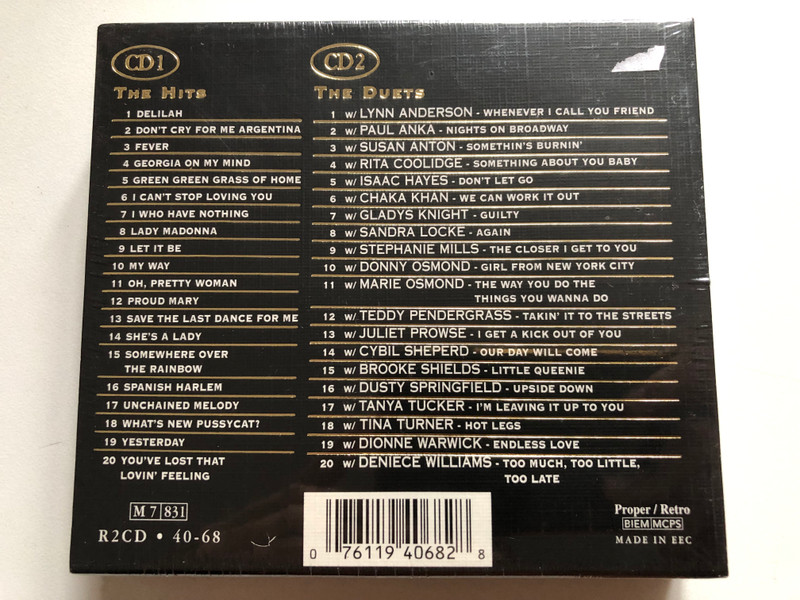 CD1
THE HITS
1 DELILAH
2 DON'T CRY FOR ME ARGENTINA
3 FEVER
4 GEORGIA ON MY MIND
5 GREEN GREEN GRASS OF HOME
6 I CAN'T STOP LOVING YOU
7 I WHO HAVE NOTHING
8 LADY MADONNA
9 LET IT BE
10 MY WAY
11 OH, PRETTY WOMAN
12 PROUD MARY
13 SAVE THE LAST DANCE FOR ME
14 SHE'S A LADY
15 SOMEWHERE OVER
THE RAINBOW
16 SPANISH HARLEM
17 UNCHAINED MELODY
18 WHAT'S NEW PUSSYCAT?
19 YESTERDAY
20 YOU'VE LOST THAT
LOVIN' FEELING
CD2
THE DUETS
1 W/ LYNN ANDERSON - WHENEVER I CALL YOU FRIEND
2 W/ PAUL ANKA - NIGHTS ON BROADWAY
3 W/ SUSAN ANTON - SOMETHIN'S BURNIN'
4 W/ RITA COOLIDGE - SOMETHING ABOUT YOU BABY
5 W/ ISAAC HAYES - DON'T LET GO
6 W/ CHAKA KHAN - WE CAN WORK IT OUT
7 W/ GLADYS KNIGHT - GUILTY
8 W/ SANDRA LOCKE - AGAIN
9 W/ STEPHANIE MILLS - THE CLOSER I GET TO YOU
10 W/ DONNY OSMOND - GIRL FROM NEW YORK CITY
11 W/ MARIE OSMOND - THE WAY YOU DO THE
THINGS YOU WANNA DO
12 W/ TEDDY PENDERGRASS - TAKIN' IT TO THE STREETS
13 W/ JULIET PROWSE - I GET A KICK OUT OF YOU
14 W/ CYBIL SHEPERD - OUR DAY WILL COME
15 W/ BROOKE SHIELDS - LITTLE QUEENIE
16 W/ DUSTY SPRINGFIELD - UPSIDE DOWN
17 W/ TANYA TUCKER - I'M LEAVING IT UP TO YOU
18 W/ TINA TURNER - HOT LEGS
19 W/ DIONNE WARWICK - ENDLESS LOVE
20 W/ DENIECE WILLIAMS - TOO MUCH, TOO LITTLE,
TOO LATE
M7 831
R2CD • 40-68
0 76119 40682 8
Proper / Retro
BIEM MCPS
MADE IN EEC